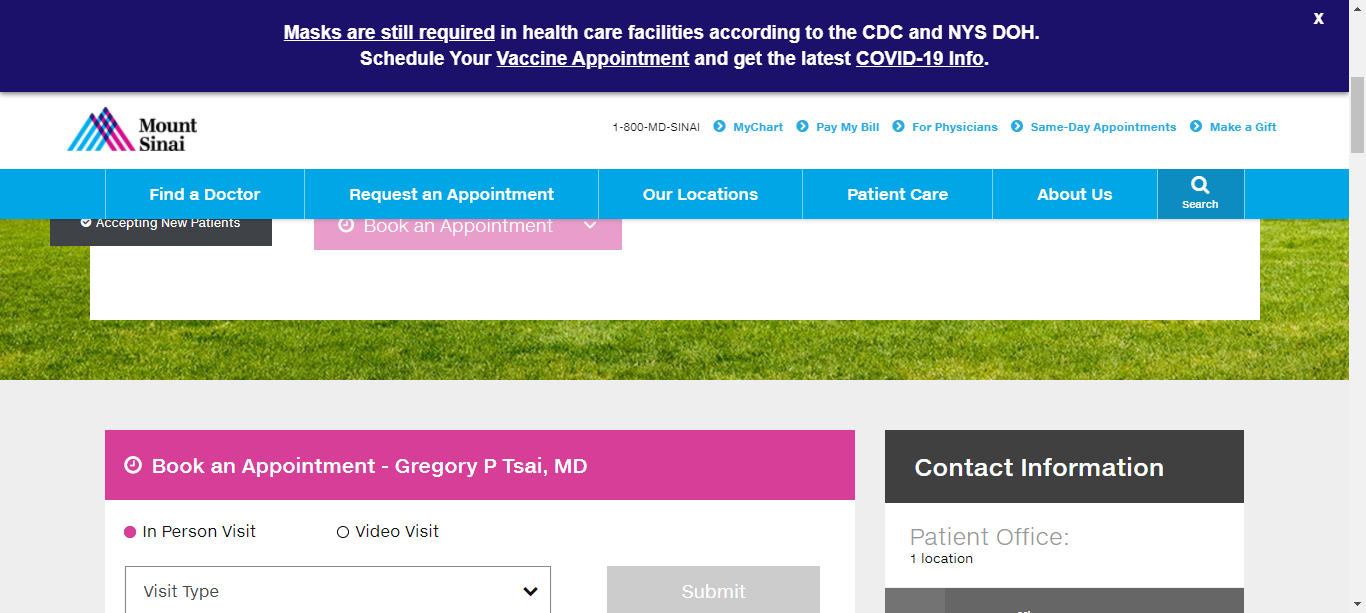 Masks are still required in health care facilities according to the CDC and NYS DOH.
X
Schedule Your Vaccine Appointment and get the latest COVID-19 Info.
Mount
Sinai
1-800-MD-SINAI MyChart Pay My Bill For Physicians Same-Day Appointments Make a Gift
Find a Doctor Request an Appointment Our Locations Patient Care About Us Search
Accepting New Patients Book an Appointment
Book an Appointment - Gregory P Tsai, MD
Contact Information
In Person Visit Video Visit
Patient Office:
1 location
Visit Type Submit